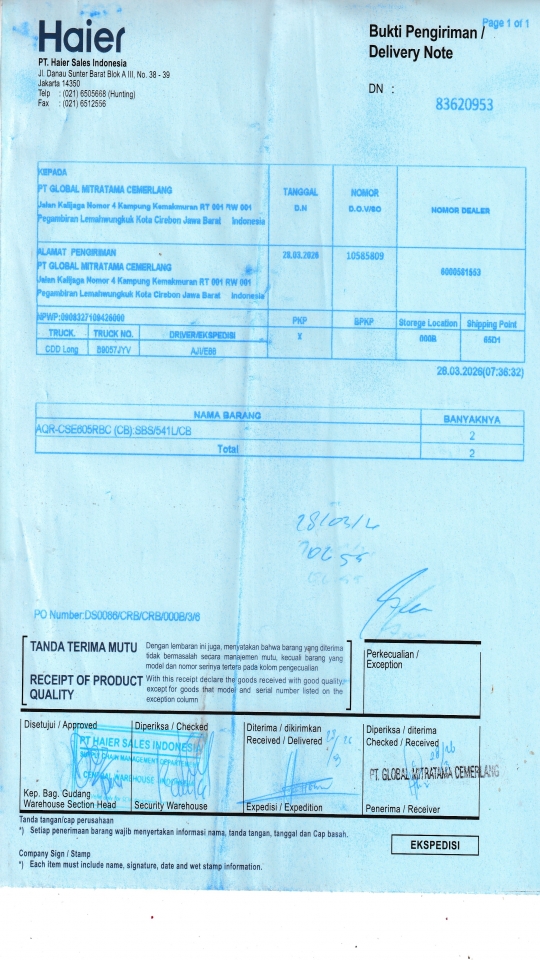 Haier
Page 1 of 1
Bukti Pengiriman /
Delivery Note
PT. Haier Sales Indonesia
Jl. Danau Sunter Barat Blok A III, No. 38 - 39
Jakarta 14350
Telp : (021) 6505668 (Hunting)
Fax : (021) 6512556
DN :
83620953
KEPADA
PT GLOBAL MITRATAMA CEMERLANG
Jalan Kalijaga Nomor 4 Kampung Kemakmuran RT 001 RW 001
Pegambiran Lemahwungkuk Kota Cirebon Jawa Barat Indonesia
TANGGAL
D.N
NOMOR
D.O.V/SO
NOMOR DEALER
ALAMAT PENGIRIMAN
PT GLOBAL MITRATAMA CEMERLANG
Jalan Kalijaga Nomor 4 Kampung Kemakmuran RT 001 RW 001
Pegambiran Lemahwungkuk Kota Cirebon Jawa Barat Indonesia
28.03.2026
10585809
6000581553
NPWP:0908327109426000
PKP
BPKP
Storege Location
Shipping Point
TRUCK.
TRUCK NO.
DRIVER/EKSPEDISI
X
000B
65D1
CDD Long
B9057JYV
AJI/E88
28.03.2026(07:36:32)
NAMA BARANG
BANYAKNYA
AQR-CSE605RBC (CB):SBS/541L/CB
2
Total
2
28/03/
PO Number:DS0086/CRB/CRB/000B/3/6
TANDA TERIMA MUTU
Dengan lembaran ini juga, menyatakan bahwa barang yang diterima
tidak bermasalah secara manajemen mutu, kecuali barang yang
model dan nomor serinya tertera pada kolom pengecualian
RECEIPT OF PRODUCT
QUALITY
With this receipt declare the goods received with good quality,
except for goods that model and serial number listed on the
exception column
Perkecualian /
Exception
Disetujui / Approved
Diperiksa / Checked
Diterima / dikirimkan
Received / Delivered
Diperiksa / diterima
Checked / Received
PT HAIER SALES INDONESIA
SUPPLY CHAIN MANAGEMENT DEPARTMENT
CENTRAL WAREHOUSE
PT. GLOBAL MITRATAMA CEMERLANG
Kep. Bag. Gudang
Warehouse Section Head
Security Warehouse
Expedisi / Expedition
Penerima / Receiver
Tanda tangan/cap perusahaan
*) Setiap penerimaan barang wajib menyertakan informasi nama, tanda tangan, tanggal dan Cap basah.
Company Sign / Stamp
*) Each item must include name, signature, date and wet stamp information.
EKSPEDISI